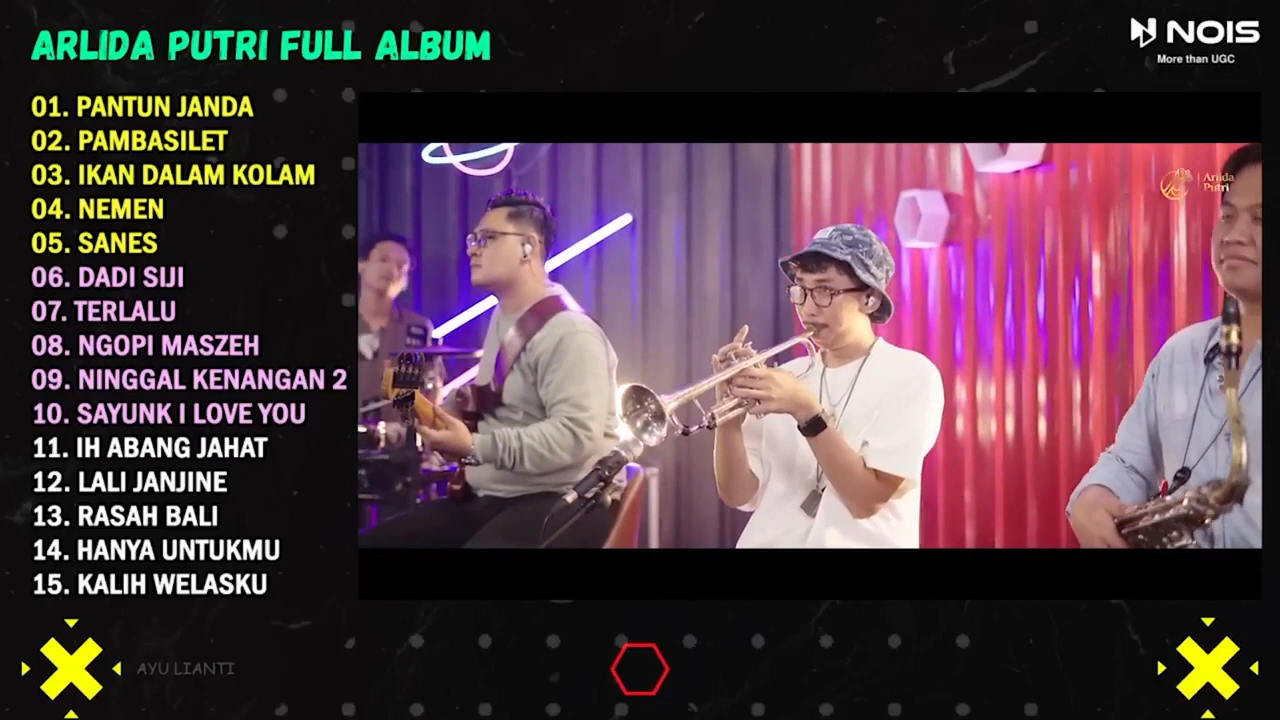 ARLIDA PUTRI FULL ALBUM
NOIS
More than UGC
01. PANTUN JANDA
02. PAMBASILET
03. IKAN DALAM KOLAM
04. NEMEN
05. SANES
06. DADI SIJI
07. TERLALU
08. NGOPI MASZEH
09. NINGGAL KENANGAN 2
10. SAYUNK I LOVE YOU
11. IH ABANG JAHAT
12. LALI JANJINE
13. RASAH BALI
14. HANYA UNTUKMU
15. KALIH WELASKU
Arlida
Putri
AYU LIANTI